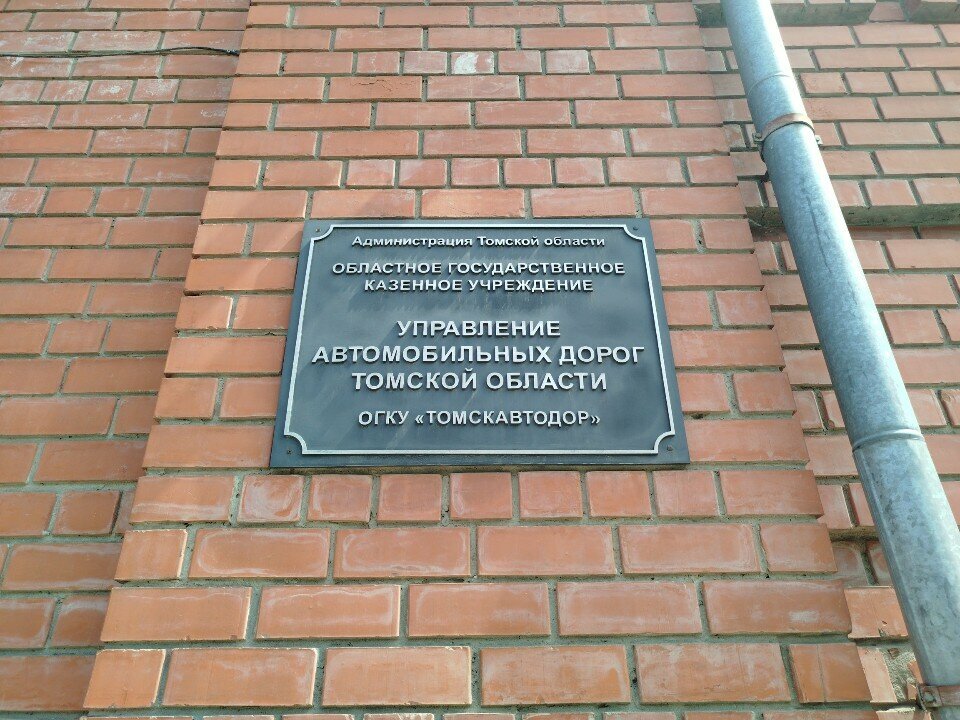 Администрация Томской области
ОБЛАСТНОЕ ГОСУДАРСТВЕННОЕ
КАЗЕННОЕ УЧРЕЖДЕНИЕ
УПРАВЛЕНИЕ
АВТОМОБИЛЬНЫХ ДОРОГ
ТОМСКОЙ ОБЛАСТИ
ОГКУ «ТОМСКАВТОДОР»